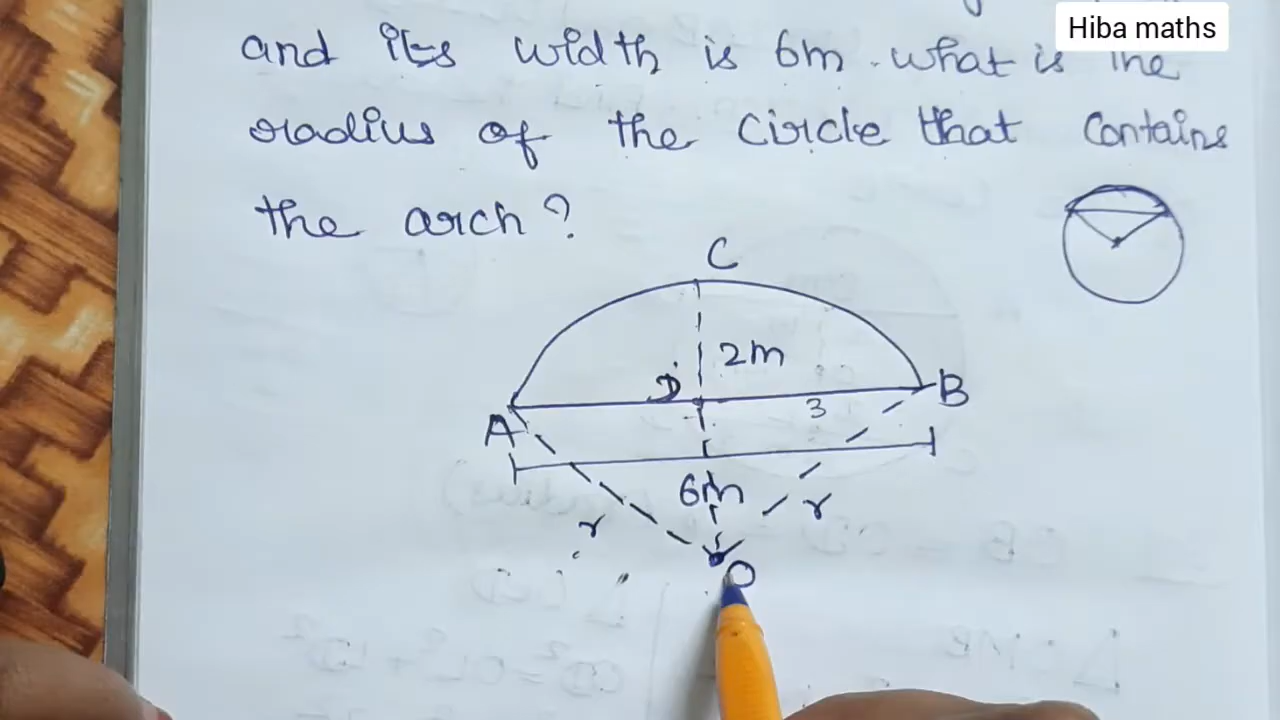 Hiba maths
and its width is 6m . what is the
radius of the circle that contains
the arch ?
C
2m
D
3
B
A
6m
r
r
O